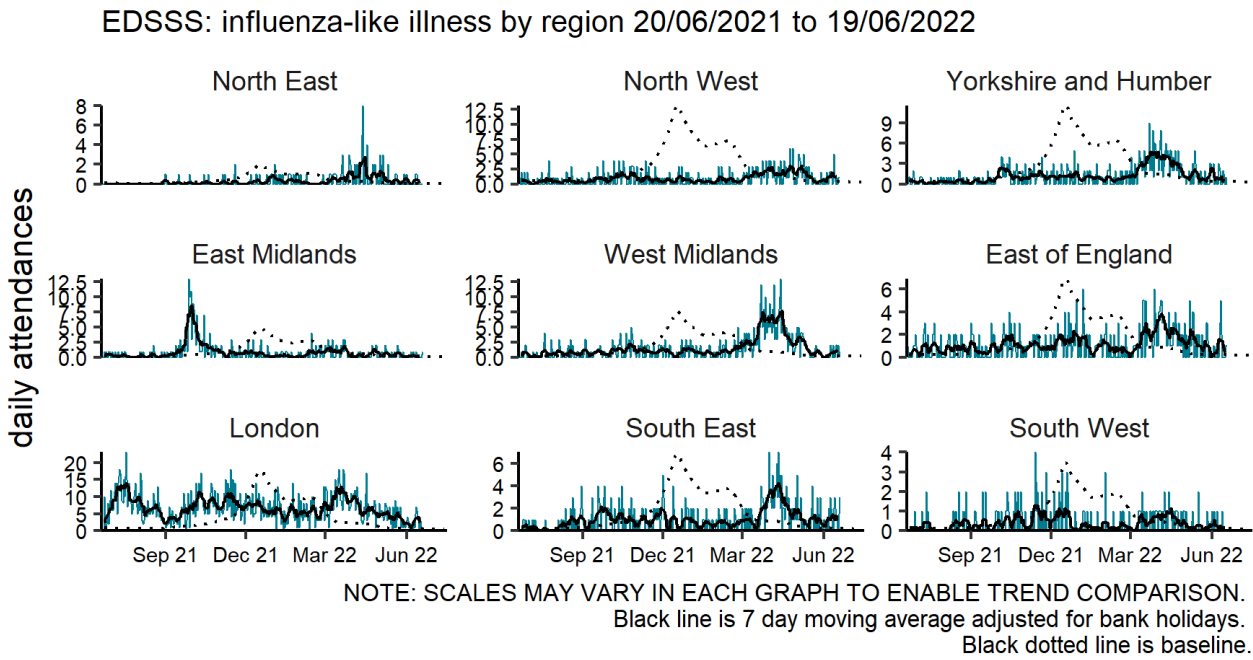 EDSSS: influenza-like illness by region 20/06/2021 to 19/06/2022
daily attendances
North East
8
6
4
2
0
North West
12.5
10.0
7.5
5.0
2.5
0.0
Yorkshire and Humber
9
6
3
0
East Midlands
12.5
10.0
7.5
5.0
2.5
0.0
West Midlands
12.5
10.0
7.5
5.0
2.5
0.0
East of England
6
4
2
0
London
20
15
10
5
0
Sep 21 Dec 21 Mar 22 Jun 22
South East
6
4
2
0
Sep 21 Dec 21 Mar 22 Jun 22
South West
4
3
2
1
0
Sep 21 Dec 21 Mar 22 Jun 22
NOTE: SCALES MAY VARY IN EACH GRAPH TO ENABLE TREND COMPARISON.
Black line is 7 day moving average adjusted for bank holidays.
Black dotted line is baseline.